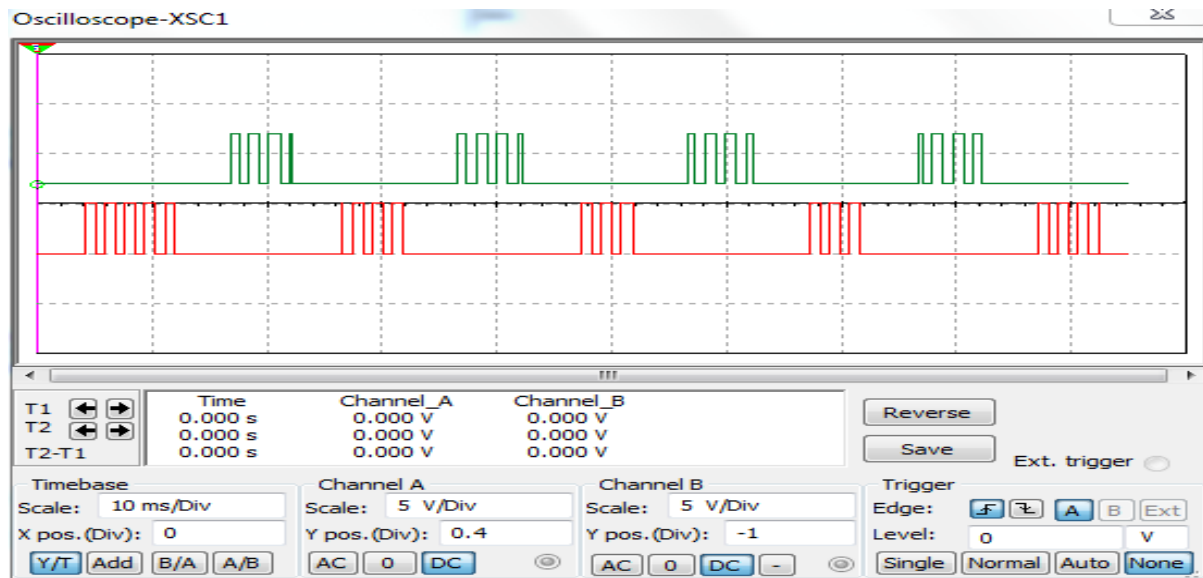 Oscilloscope-XSC1
T1
T2
T2-T1
Time Channel_A Channel_B
0.000 s 0.000 V 0.000 V
0.000 s 0.000 V 0.000 V
0.000 s 0.000 V 0.000 V
Reverse
Save
Ext. trigger
Timebase
Scale: 10 ms/Div
X pos.(Div): 0
Y/T Add B/A A/B
Channel A
Scale: 5 V/Div
Y pos.(Div): 0.4
AC 0 DC
Channel B
Scale: 5 V/Div
Y pos.(Div): -1
AC 0 DC -
Trigger
Edge: A B Ext
Level: 0 V
Single Normal Auto None